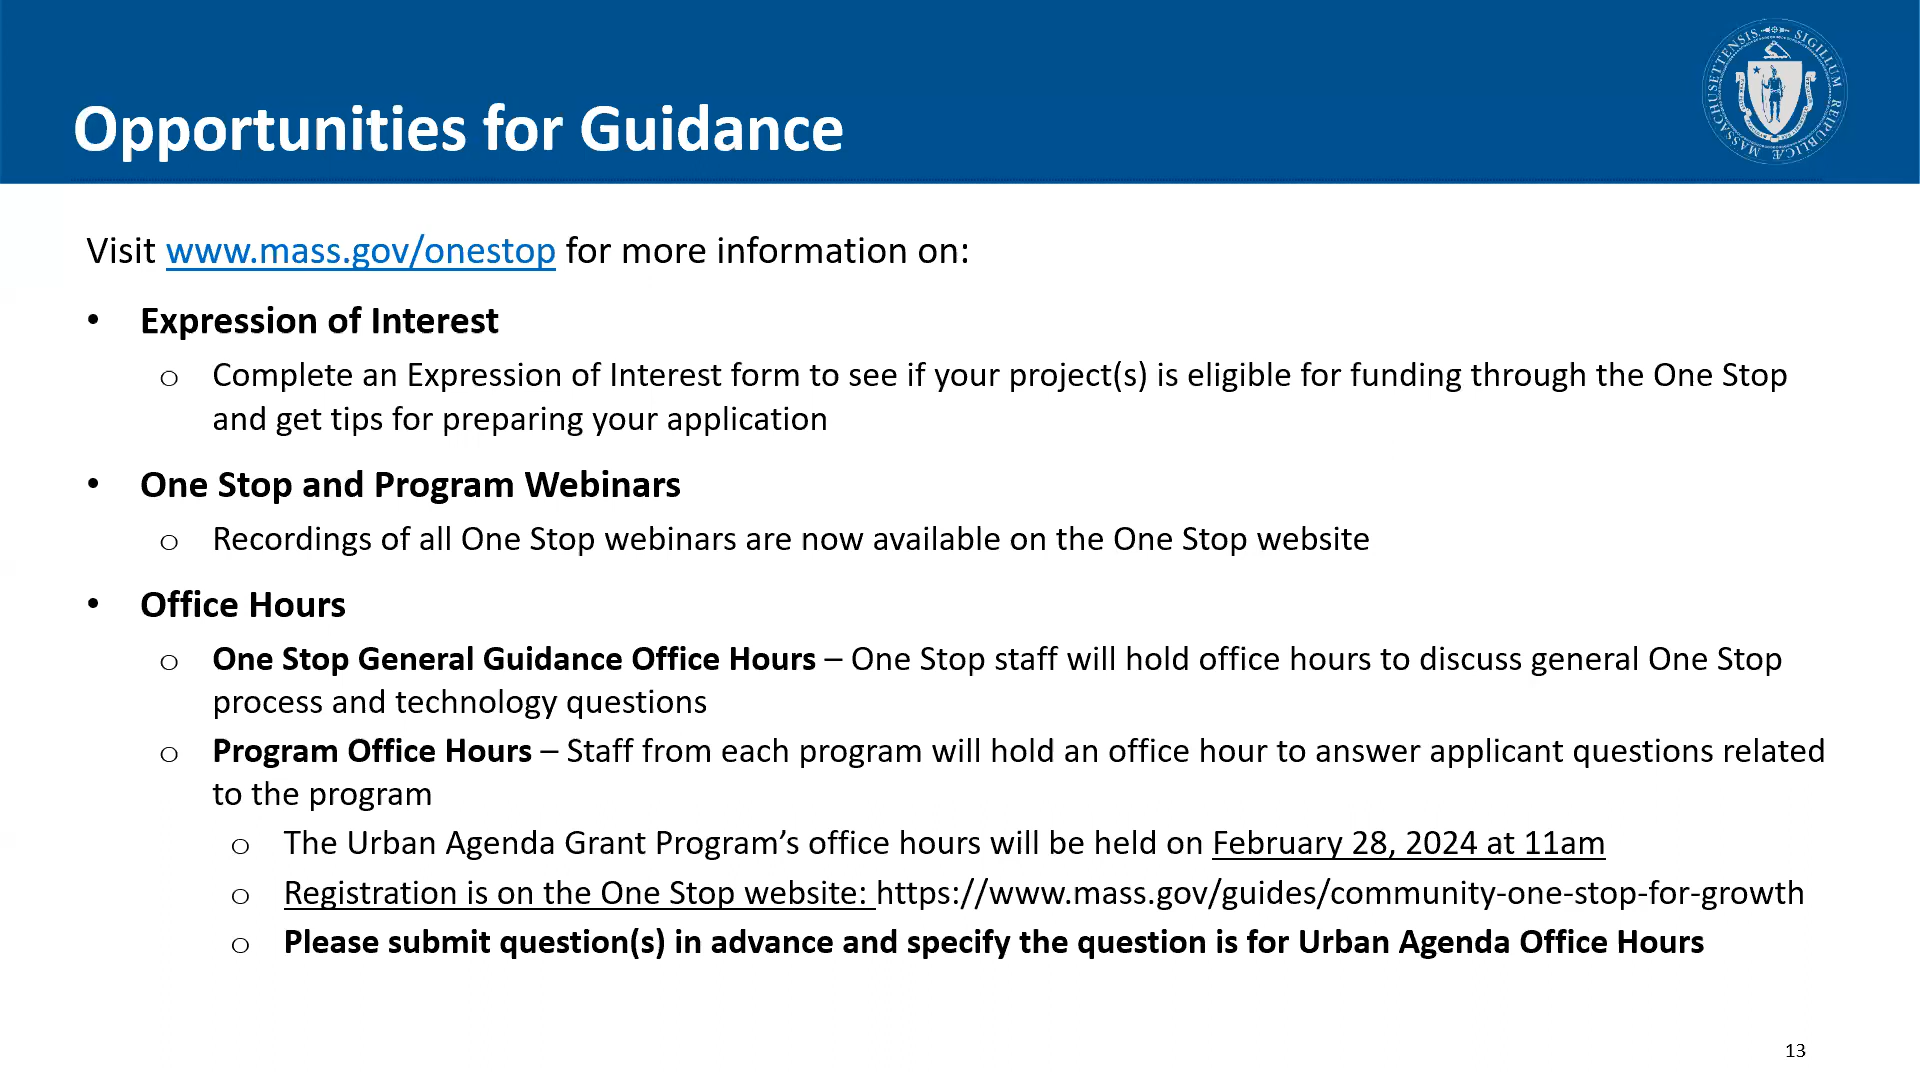 Opportunities for Guidance
SIGILLUM REIPUBLICÆ MASSACHUSETTENSIS
Visit www.mass.gov/onestop for more information on:
• Expression of Interest
o Complete an Expression of Interest form to see if your project(s) is eligible for funding through the One Stop
and get tips for preparing your application
• One Stop and Program Webinars
o Recordings of all One Stop webinars are now available on the One Stop website
• Office Hours
o One Stop General Guidance Office Hours – One Stop staff will hold office hours to discuss general One Stop
process and technology questions
o Program Office Hours – Staff from each program will hold an office hour to answer applicant questions related
to the program
o The Urban Agenda Grant Program’s office hours will be held on February 28, 2024 at 11am
o Registration is on the One Stop website: https://www.mass.gov/guides/community-one-stop-for-growth
o Please submit question(s) in advance and specify the question is for Urban Agenda Office Hours
13